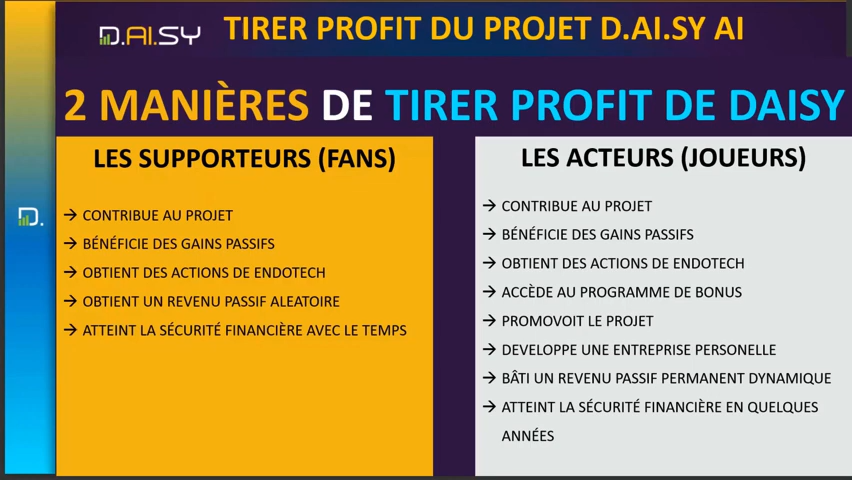 D.AI.SY
TIRER PROFIT DU PROJET D.AI.SY AI
2 MANIÈRES DE TIRER PROFIT DE DAISY
LES SUPPORTEURS (FANS)
→ CONTRIBUE AU PROJET
→ BÉNÉFICIE DES GAINS PASSIFS
→ OBTIENT DES ACTIONS DE ENDOTECH
→ OBTIENT UN REVENU PASSIF ALEATOIRE
→ ATTEINT LA SÉCURITÉ FINANCIÈRE AVEC LE TEMPS
LES ACTEURS (JOUEURS)
→ CONTRIBUE AU PROJET
→ BÉNÉFICIE DES GAINS PASSIFS
→ OBTIENT DES ACTIONS DE ENDOTECH
→ ACCÈDE AU PROGRAMME DE BONUS
→ PROMOVOIT LE PROJET
→ DEVELOPPE UNE ENTREPRISE PERSONELLE
→ BÂTI UN REVENU PASSIF PERMANENT DYNAMIQUE
→ ATTEINT LA SÉCURITÉ FINANCIÈRE EN QUELQUES
ANNÉES
D.